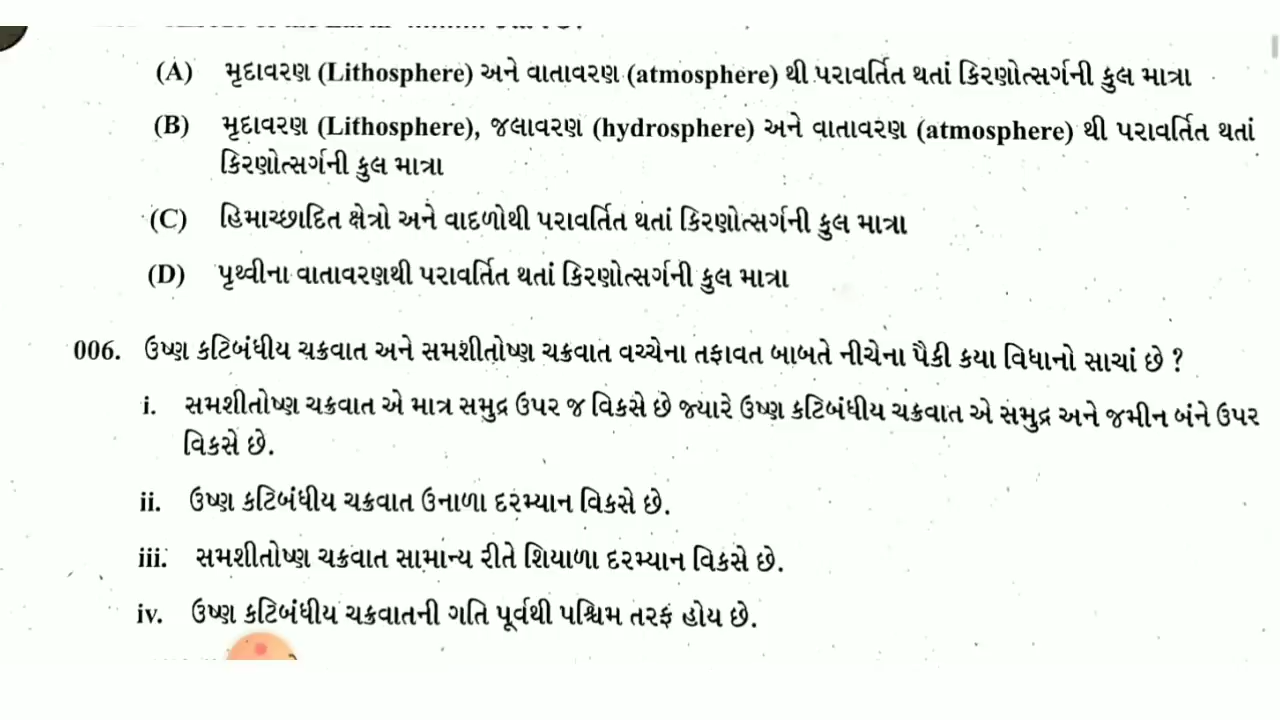 (A) મૃદાવરણ (Lithosphere) અને વાતાવરણ (atmosphere) થી પરાવર્તિત થતાં કિરણોત્સર્ગની કુલ માત્રા
(B) મૃદાવરણ (Lithosphere), જલાવરણ (hydrosphere) અને વાતાવરણ (atmosphere) થી પરાવર્તિત થતાં
કિરણોત્સર્ગની કુલ માત્રા
(C) હિમાચ્છાદિત ક્ષેત્રો અને વાદળોથી પરાવર્તિત થતાં કિરણોત્સર્ગની કુલ માત્રા
(D) પૃથ્વીના વાતાવરણથી પરાવર્તિત થતાં કિરણોત્સર્ગની કુલ માત્રા
006. ઉષ્ણ કટિબંધીય ચક્રવાત અને સમશીતોષ્ણ ચક્રવાત વચ્ચેના તફાવત બાબતે નીચેના પૈકી કયા વિધાનો સાચાં છે ?
i. સમશીતોષ્ણ ચક્રવાત એ માત્ર સમુદ્ર ઉપર જ વિકસે છે જ્યારે ઉષ્ણ કટિબંધીય ચક્રવાત એ સમુદ્ર અને જમીન બંને ઉપર
વિકસે છે.
ii. ઉષ્ણ કટિબંધીય ચક્રવાત ઉનાળા દરમ્યાન વિકસે છે.
iii. સમશીતોષ્ણ ચક્રવાત સામાન્ય રીતે શિયાળા દરમ્યાન વિકસે છે.
iv. ઉષ્ણ કટિબંધીય ચક્રવાતની ગતિ પૂર્વથી પશ્ચિમ તરફ હોય છે.